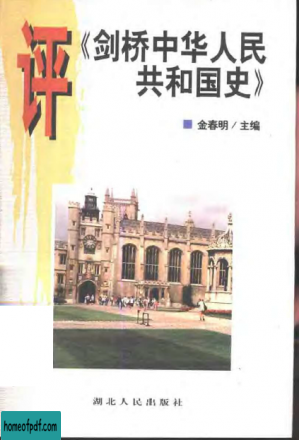 评
《剑桥中华人民
共和国史》
■ 金春明／主编
湖北人民出版社
homeofpdf.com